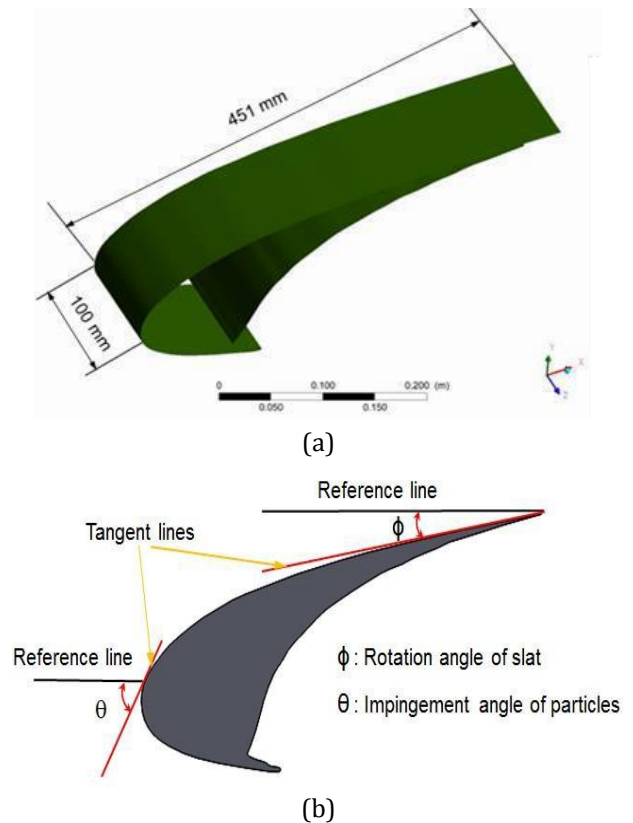 451 mm
100 mm
0 0.100 0.200 (m)
0.050 0.150
Y
X
Z
(a)
Reference line
ϕ
Tangent lines
Reference line
θ
ϕ : Rotation angle of slat
θ : Impingement angle of particles
(b)